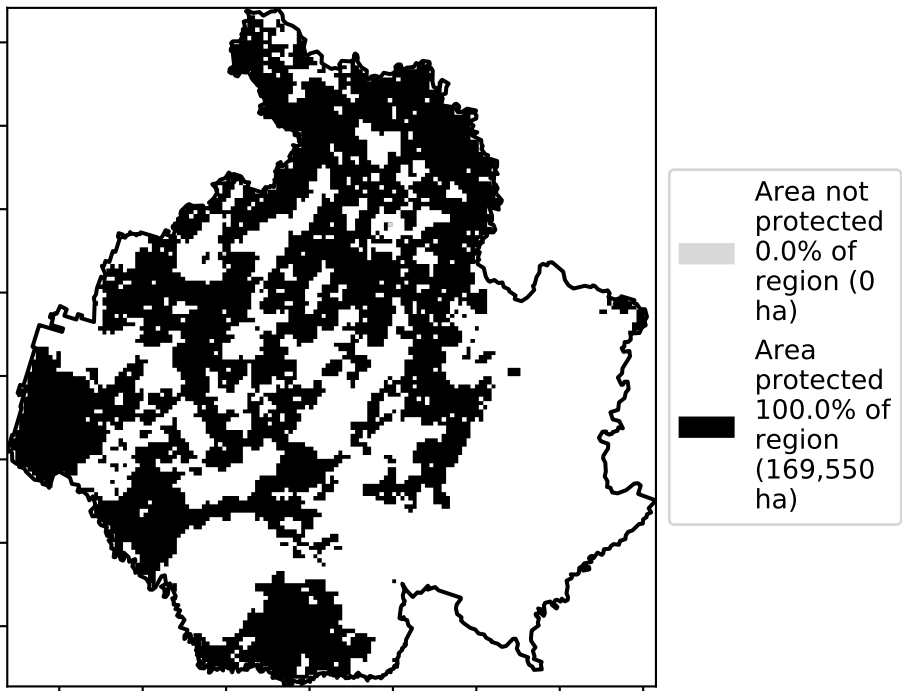 Area not
protected
0.0% of
region (0
ha)
Area
protected
100.0% of
region
(169,550
ha)